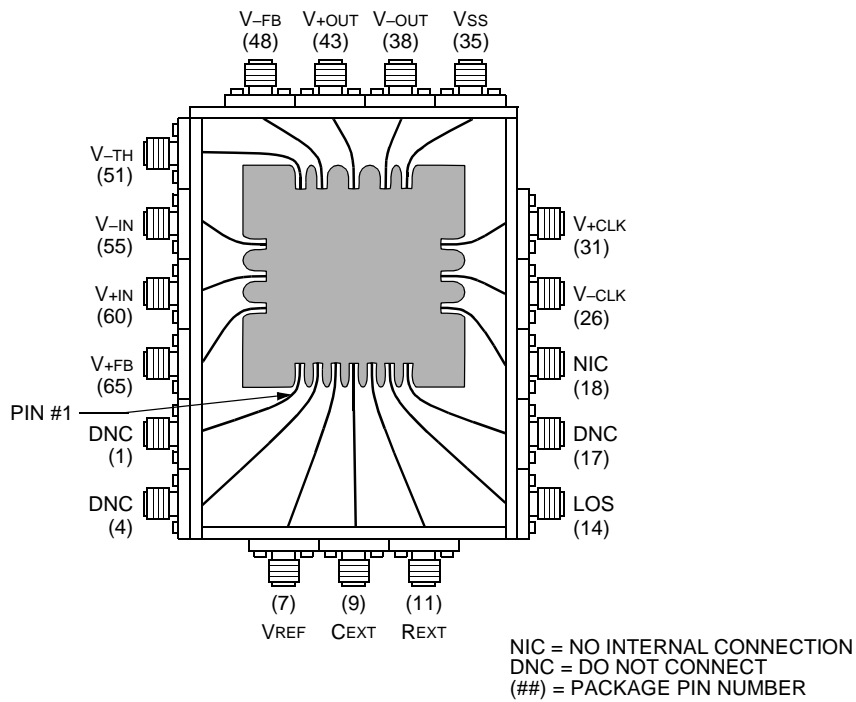 V–FB
(48)
V+OUT
(43)
V–OUT
(38)
VSS
(35)
V–TH
(51)
V–IN
(55)
V+IN
(60)
V+FB
(65)
PIN #1
DNC
(1)
DNC
(4)
V+CLK
(31)
V–CLK
(26)
NIC
(18)
DNC
(17)
LOS
(14)
(7)
VREF
(9)
CEXT
(11)
REXT
NIC = NO INTERNAL CONNECTION
DNC = DO NOT CONNECT
(##) = PACKAGE PIN NUMBER